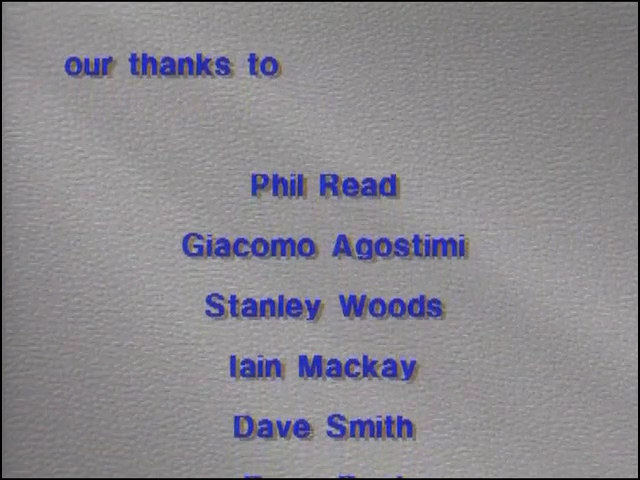 our thanks to
Phil Read
Giacomo Agostimi
Stanley Woods
Iain Mackay
Dave Smith